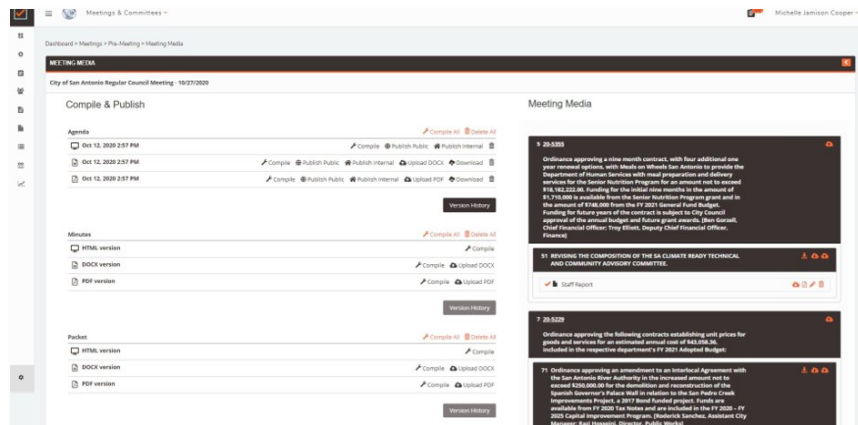 Meetings & Committees
Michelle Jamison Cooper
Dashboard > Meetings > Pre-Meeting > Meeting Media
MEETING MEDIA
City of San Antonio Regular Council Meeting - 10/27/2020
Compile & Publish
Agenda
Compile All Delete All
Oct 12, 2020 2:57 PM
Compile Publish Public Publish Internal
Oct 12, 2020 2:57 PM
Compile Publish Public Publish Internal Upload DOCX Download
Oct 12, 2020 2:57 PM
Compile Publish Public Publish Internal Upload PDF Download
Version History
Minutes
Compile All Delete All
HTML version
Compile
DOCX version
Compile Upload DOCX
PDF version
Compile Upload PDF
Version History
Packet
Compile All Delete All
HTML version
Compile
DOCX version
Compile Upload DOCX
PDF version
Compile Upload PDF
Version History
Meeting Media
5 20-5355
Ordinance approving a nine month contract, with four additional one
year renewal options, with Meals on Wheels San Antonio to provide the
Department of Human Services with meal preparation and delivery
services for the Senior Nutrition Program for an amount not to exceed
$18,182,222.00. Funding for the initial nine months in the amount of
$1,710,000 is available from the Senior Nutrition Program grant and in
the amount of $748,000 from the FY 2021 General Fund Budget.
Funding for future years of the contract is subject to City Council
approval of the annual budget and future grant awards. [Ben Gorzell,
Chief Financial Officer; Troy Elliott, Deputy Chief Financial Officer,
Finance]
51 REVISING THE COMPOSITION OF THE SA CLIMATE READY TECHNICAL
AND COMMUNITY ADVISORY COMMITTEE.
Staff Report
7 20-5229
Ordinance approving the following contracts establishing unit prices for
goods and services for an estimated annual cost of $43,058.36,
included in the respective department's FY 2021 Adopted Budget:
71 Ordinance approving an amendment to an Interlocal Agreement with
the San Antonio River Authority in the increased amount not to
exceed $250,000.00 for the demolition and reconstruction of the
Spanish Governor's Palace Wall in relation to the San Pedro Creek
Improvements Project, a 2017 Bond funded project. Funds are
available from FY 2020 Tax Notes and are included in the FY 2020 – FY
2025 Capital Improvement Program. [Roderick Sanchez, Assistant City
Manager; Razi Hosseini, Director, Public Works]